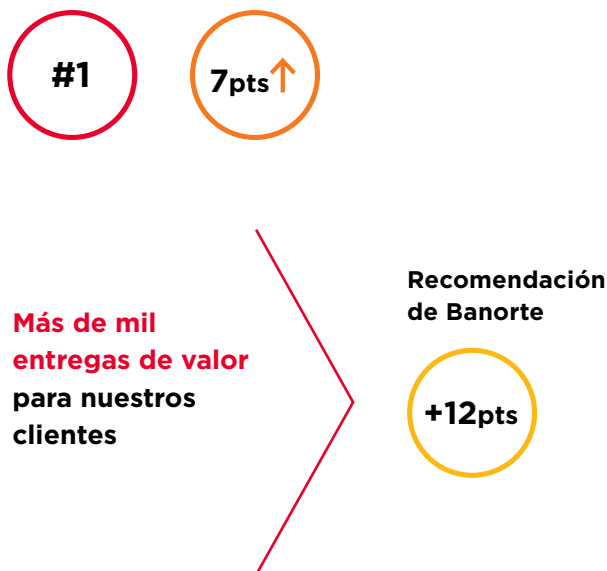 #1
7pts↑
Más de mil
entregas de valor
para nuestros
clientes
Recomendación
de Banorte
+12pts